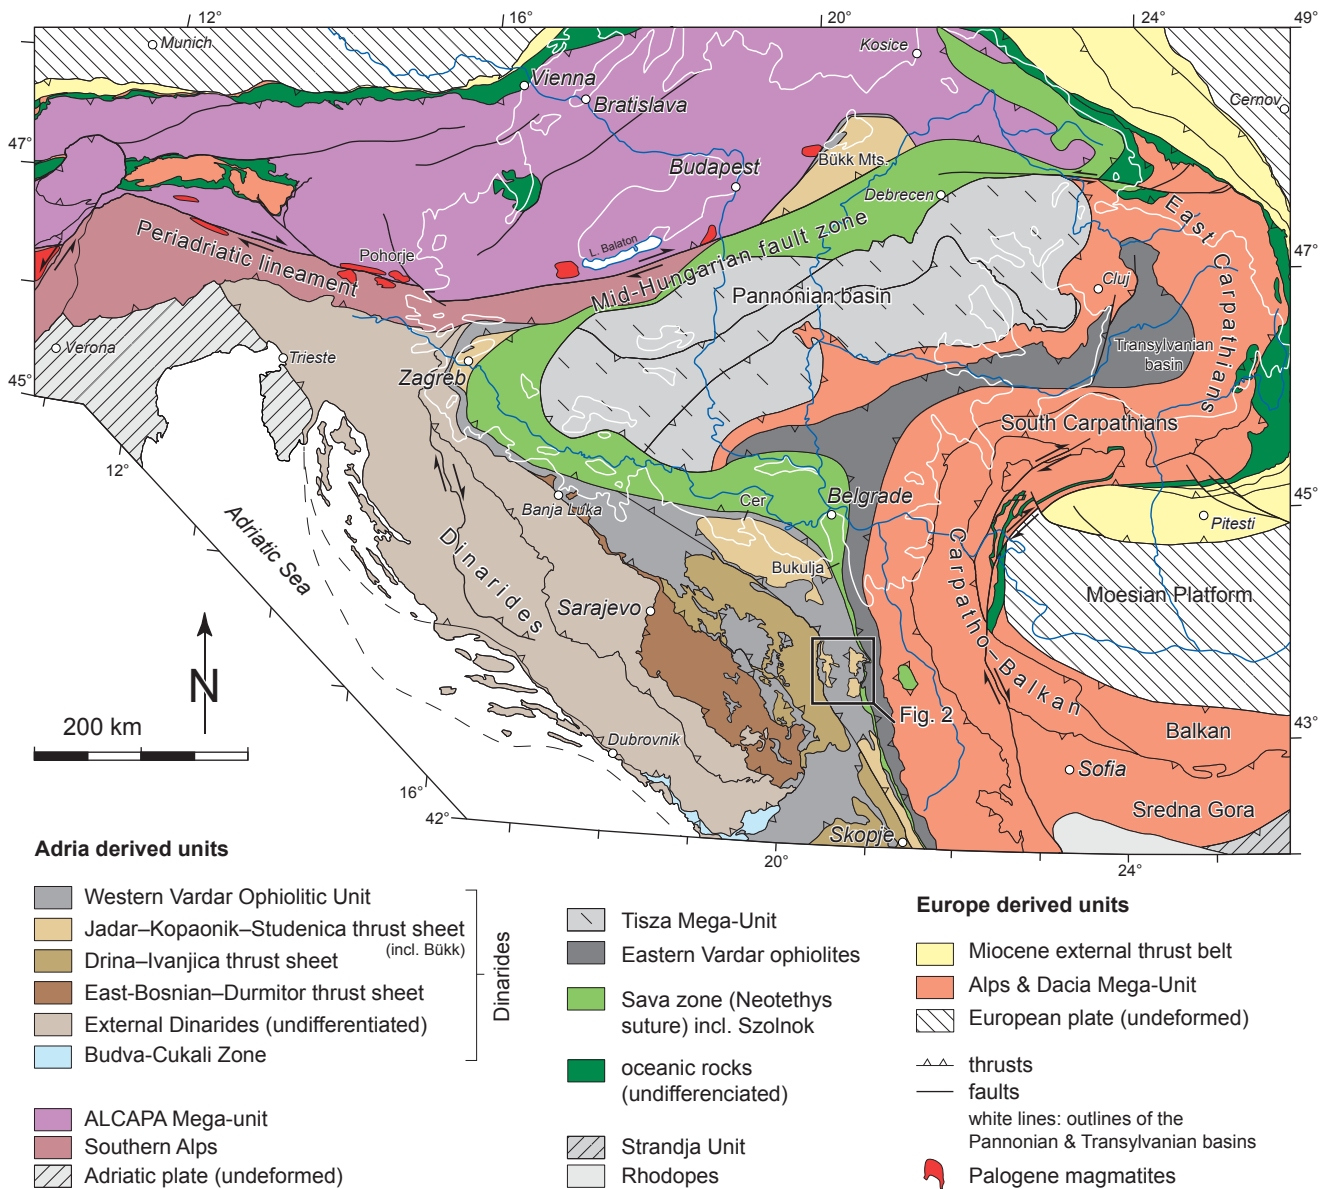 12°
16°
20°
24°
49°
Munich
Vienna
Bratislava
Kosice
Cernov
47°
Bükk Mts.
Budapest
Debrecen
East Carpathians
Periadriatic lineament
Pohorje
L. Balaton
Mid-Hungarian fault zone
47°
Cluj
Pannonian basin
Transylvanian
basin
Verona
Trieste
Zagreb
45°
South Carpathians
12°
Adriatic Sea
Banja Luka
Cer
Belgrade
45°
Pitesti
Dinarides
Bukulja
Carpatho-Balkan
Moesian Platform
Sarajevo
N
Fig. 2
200 km
Dubrovnik
43°
Balkan
Sofia
16°
42°
Sredna Gora
Skopje
20°
24°
Adria derived units
Western Vardar Ophiolitic Unit
Jadar–Kopaonik–Studenica thrust sheet
(incl. Bükk)
Drina–Ivanjica thrust sheet
East-Bosnian–Durmitor thrust sheet
External Dinarides (undifferentiated)
Budva-Cukali Zone
Dinarides
ALCAPA Mega-unit
Southern Alps
Adriatic plate (undeformed)
Tisza Mega-Unit
Eastern Vardar ophiolites
Sava zone (Neotethys
suture) incl. Szolnok
oceanic rocks
(undifferenciated)
Strandja Unit
Rhodopes
Europe derived units
Miocene external thrust belt
Alps & Dacia Mega-Unit
European plate (undeformed)
thrusts
faults
white lines: outlines of the
Pannonian & Transylvanian basins
Palogene magmatites